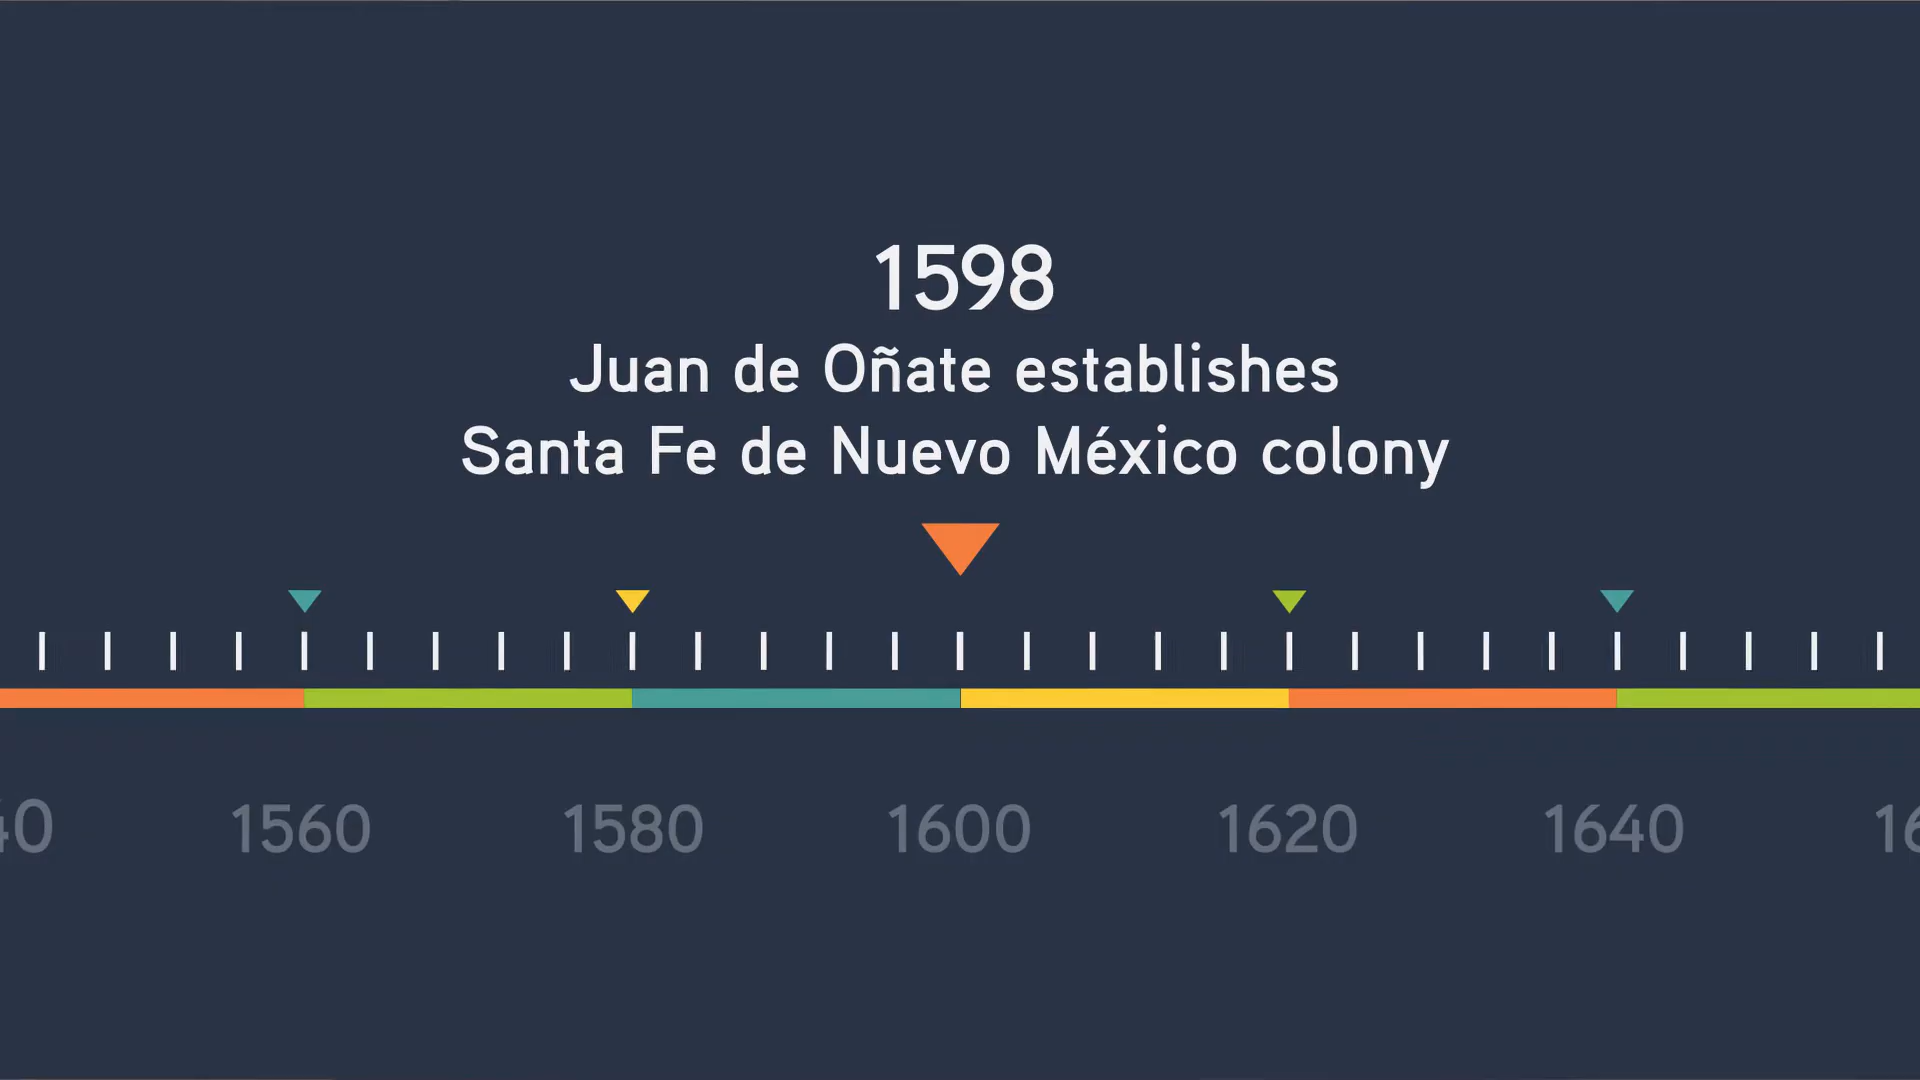 1598
Juan de Oñate establishes
Santa Fe de Nuevo México colony
1560 1580 1600 1620 1640